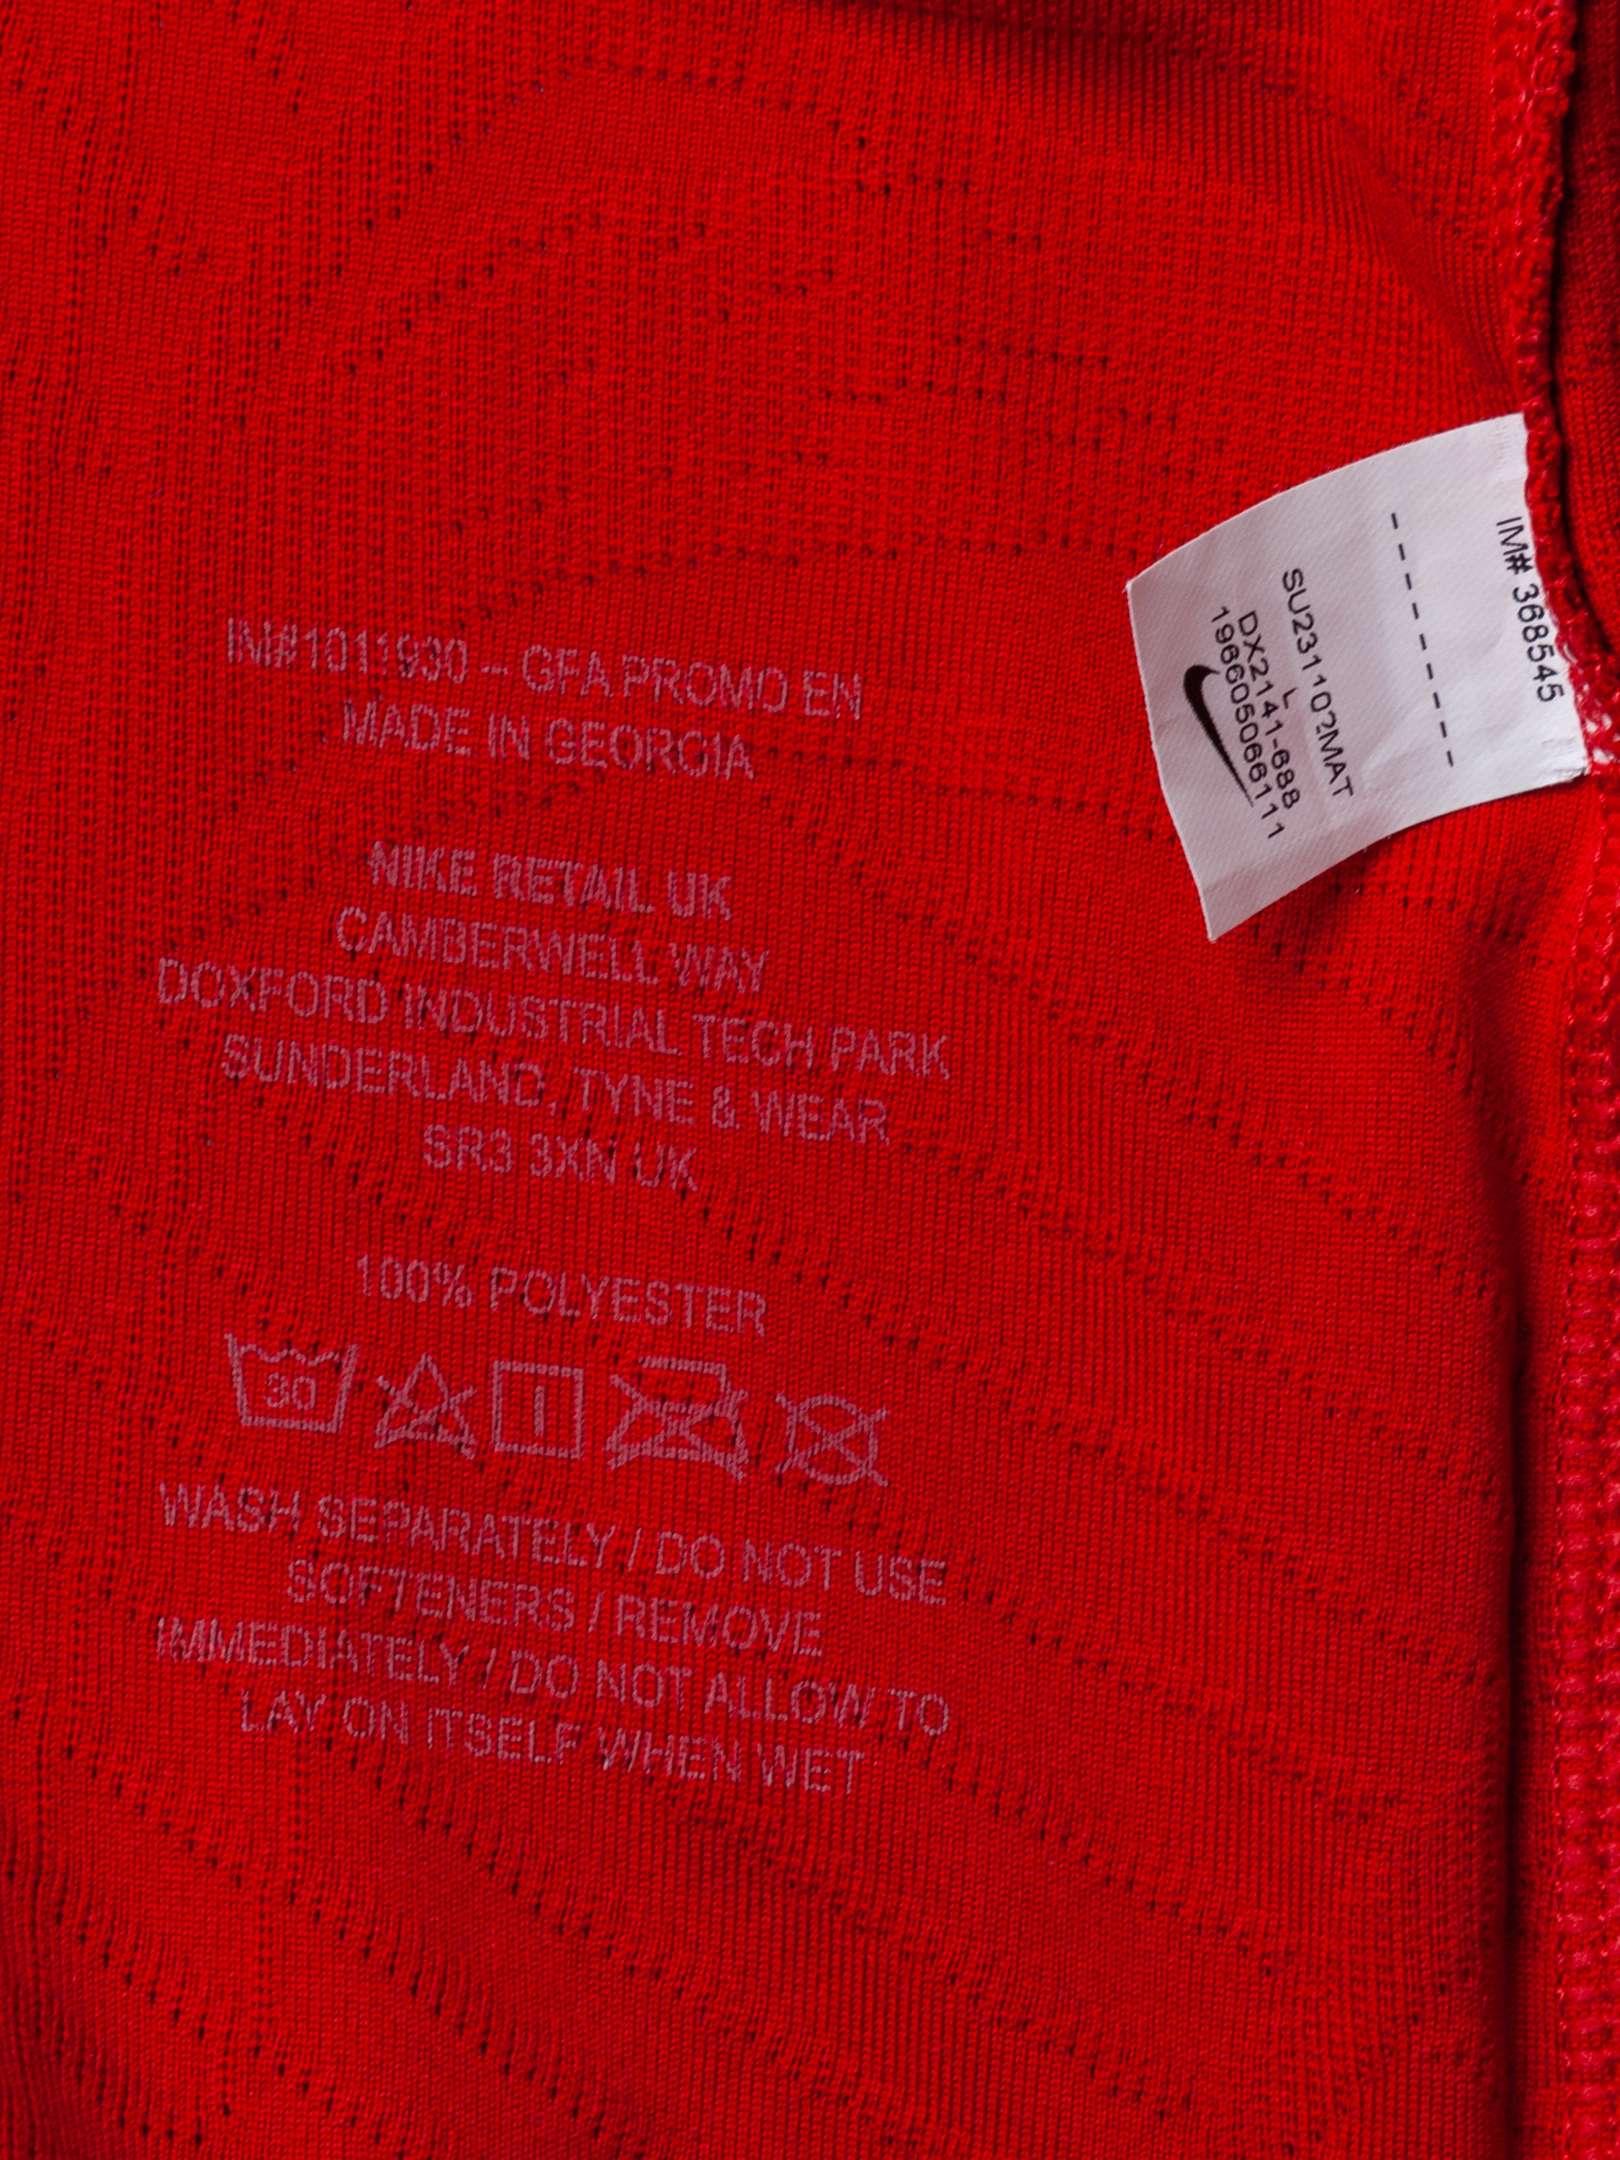 IM#1011930 – GFA PROMO EN
MADE IN GEORGIA
NIKE RETAIL UK
CAMBERWELL WAY
DOXFORD INDUSTRIAL TECH PARK
SUNDERLAND, TYNE & WEAR
SR3 3XN UK
100% POLYESTER
30
WASH SEPARATELY / DO NOT USE
SOFTENERS / REMOVE
IMMEDIATELY / DO NOT ALLOW TO
LAY ON ITSELF WHEN WET
IM# 368545
-------
SU231102MAT
L
DX2141-688
196605066111